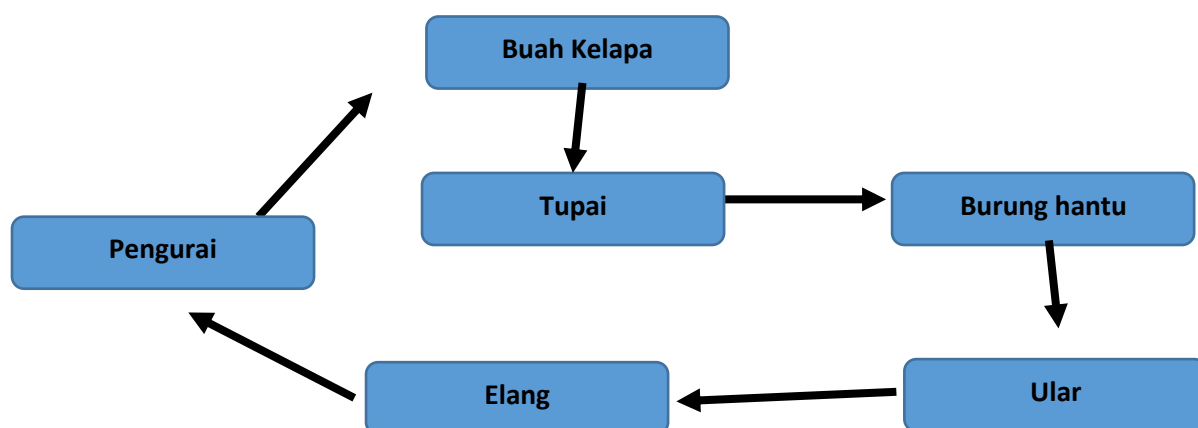 Buah Kelapa
Tupai
Burung hantu
Pengurai
Elang
Ular